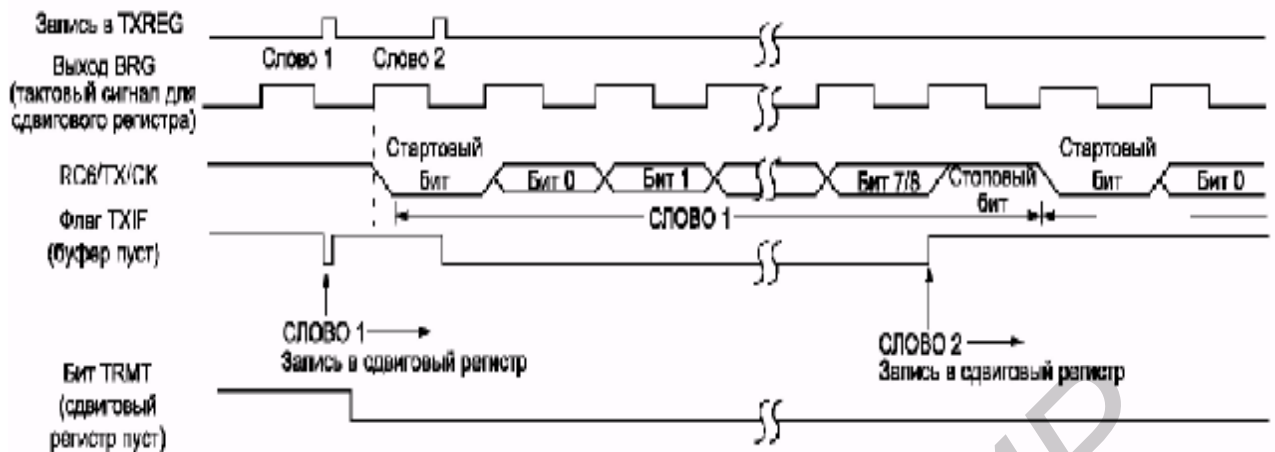 Запись в TXREG
Слово 1 Слово 2
Выход BRG
(тактовый сигнал для
сдвигового регистра)
RC6/TX/CK
Стартовый
бит
Бит 0
Бит 1
Бит 7/8
Стоповый
бит
Стартовый
бит
Бит 0
СЛОВО 1
Флаг TXIF
(буфер пуст)
СЛОВО 1
Запись в сдвиговый регистр
СЛОВО 2
Запись в сдвиговый регистр
Бит TRMT
(сдвиговый
регистр пуст)